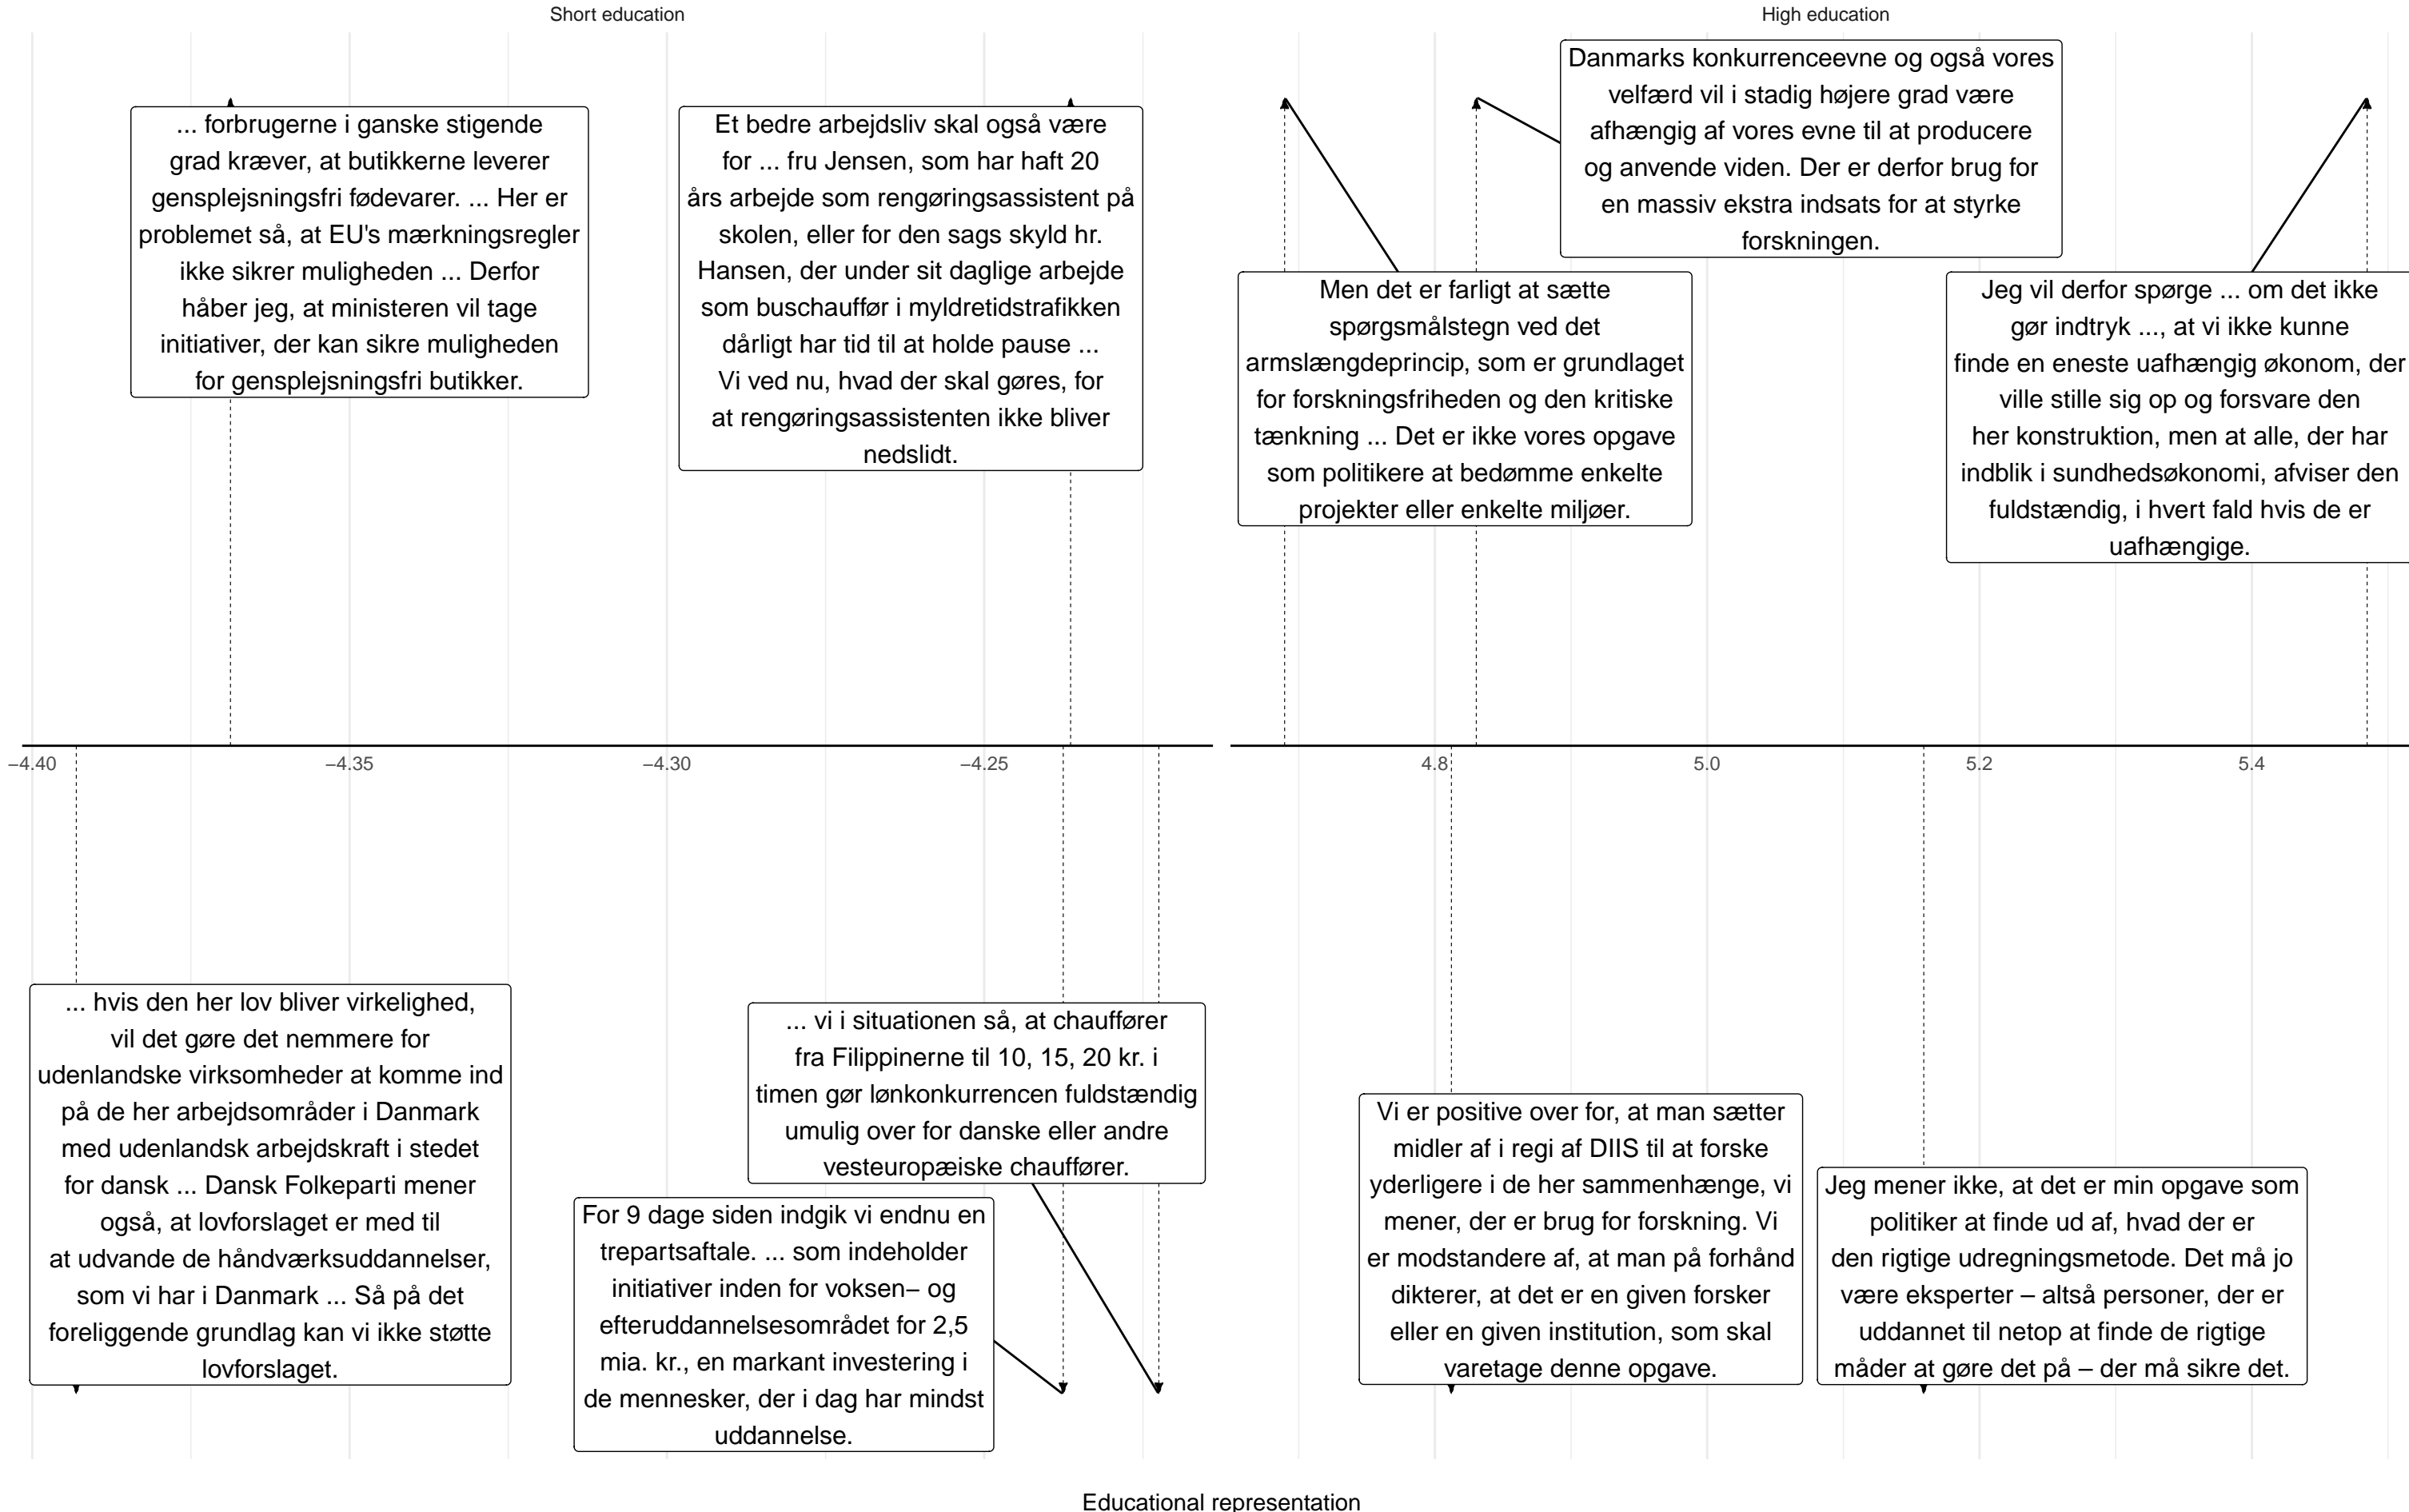 Short education
High education
... forbrugerne i ganske stigende
grad kræver, at butikkerne leverer
gensplejsningsfri fødevarer. ... Her er
problemet så, at EU's mærkningsregler
ikke sikrer muligheden ... Derfor
håber jeg, at ministeren vil tage
initiativer, der kan sikre muligheden
for gensplejsningsfri butikker.
Et bedre arbejdsliv skal også være
for ... fru Jensen, som har haft 20
års arbejde som rengøringsassistent på
skolen, eller for den sags skyld hr.
Hansen, der under sit daglige arbejde
som buschauffør i myldretidstrafikken
dårligt har tid til at holde pause ...
Vi ved nu, hvad der skal gøres, for
at rengøringsassistenten ikke bliver
nedslidt.
Men det er farligt at sætte
spørgsmålstegn ved det
armslængdeprincip, som er grundlaget
for forskningsfriheden og den kritiske
tænkning ... Det er ikke vores opgave
som politikere at bedømme enkelte
projekter eller enkelte miljøer.
Danmarks konkurrenceevne og også vores
velfærd vil i stadig højere grad være
afhængig af vores evne til at producere
og anvende viden. Der er derfor brug for
en massiv ekstra indsats for at styrke
forskningen.
Jeg vil derfor spørge ... om det ikke
gør indtryk ..., at vi ikke kunne
finde en eneste uafhængig økonom, der
ville stille sig op og forsvare den
her konstruktion, men at alle, der har
indblik i sundhedsøkonomi, afviser den
fuldstændig, i hvert fald hvis de er
uafhængige.
−4.40
−4.35
−4.30
−4.25
4.8
5.0
5.2
5.4
... hvis den her lov bliver virkelighed,
vil det gøre det nemmere for
udenlandske virksomheder at komme ind
på de her arbejdsområder i Danmark
med udenlandsk arbejdskraft i stedet
for dansk ... Dansk Folkeparti mener
også, at lovforslaget er med til
at udvande de håndværksuddannelser,
som vi har i Danmark ... Så på det
foreliggende grundlag kan vi ikke støtte
lovforslaget.
... vi i situationen så, at chauffører
fra Filippinerne til 10, 15, 20 kr. i
timen gør lønkonkurrencen fuldstændig
umulig over for danske eller andre
vesteuropæiske chauffører.
For 9 dage siden indgik vi endnu en
trepartsaftale. ... som indeholder
initiativer inden for voksen− og
efteruddannelsesområdet for 2,5
mia. kr., en markant investering i
de mennesker, der i dag har mindst
uddannelse.
Vi er positive over for, at man sætter
midler af i regi af DIIS til at forske
yderligere i de her sammenhænge, vi
mener, der er brug for forskning. Vi
er modstandere af, at man på forhånd
dikterer, at det er en given forsker
eller en given institution, som skal
varetage denne opgave.
Jeg mener ikke, at det er min opgave som
politiker at finde ud af, hvad der er
den rigtige udregningsmetode. Det må jo
være eksperter – altså personer, der er
uddannet til netop at finde de rigtige
måder at gøre det på – der må sikre det.
Educational representation